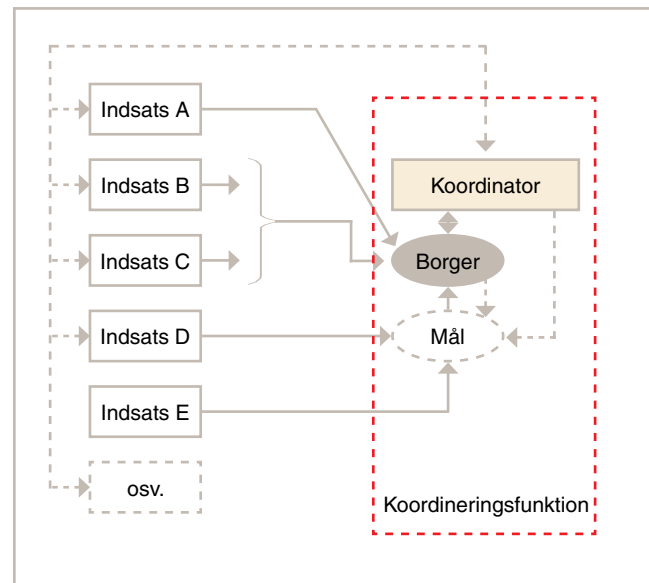 Indsats A
Indsats B
Indsats C
Indsats D
Indsats E
osv.
Koordinator
Borger
Mål
Koordineringsfunktion